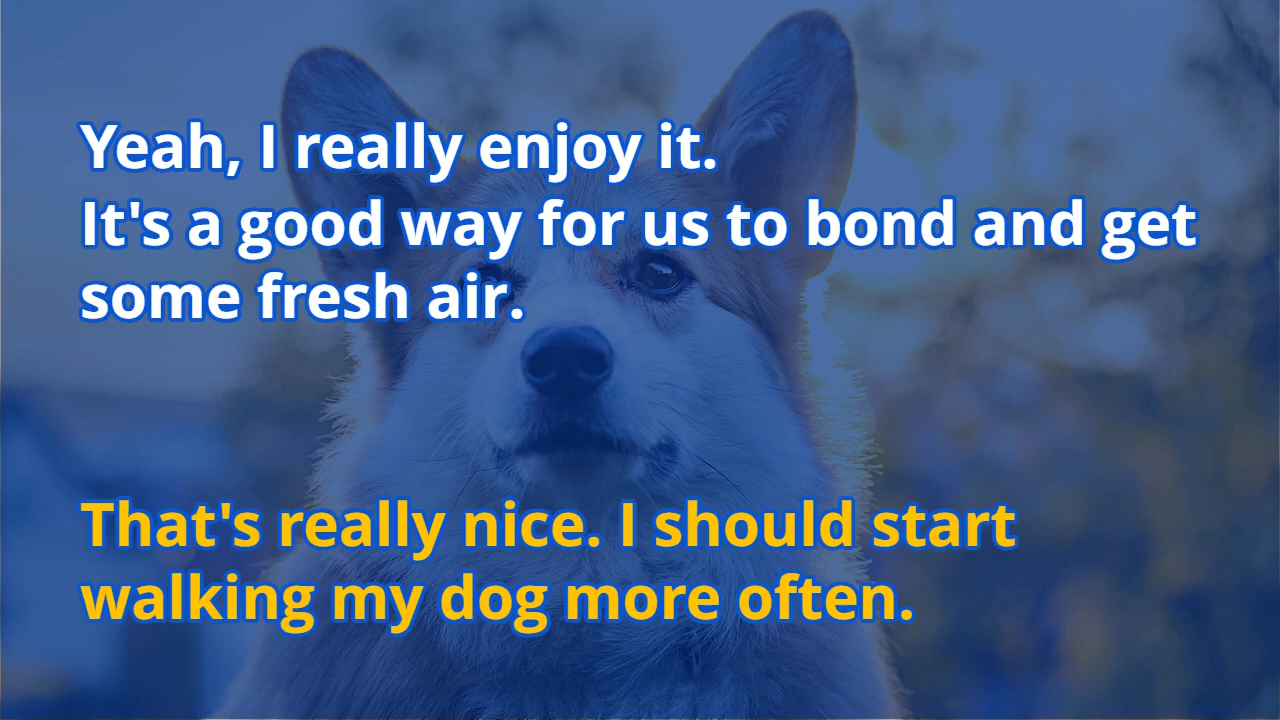 Yeah, I really enjoy it.
It's a good way for us to bond and get
some fresh air.
That's really nice. I should start
walking my dog more often.